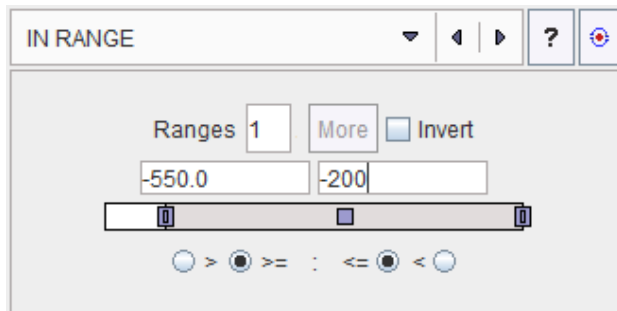 IN RANGE ?
Ranges 1 More Invert
-550.0 -200
> >= : <= <